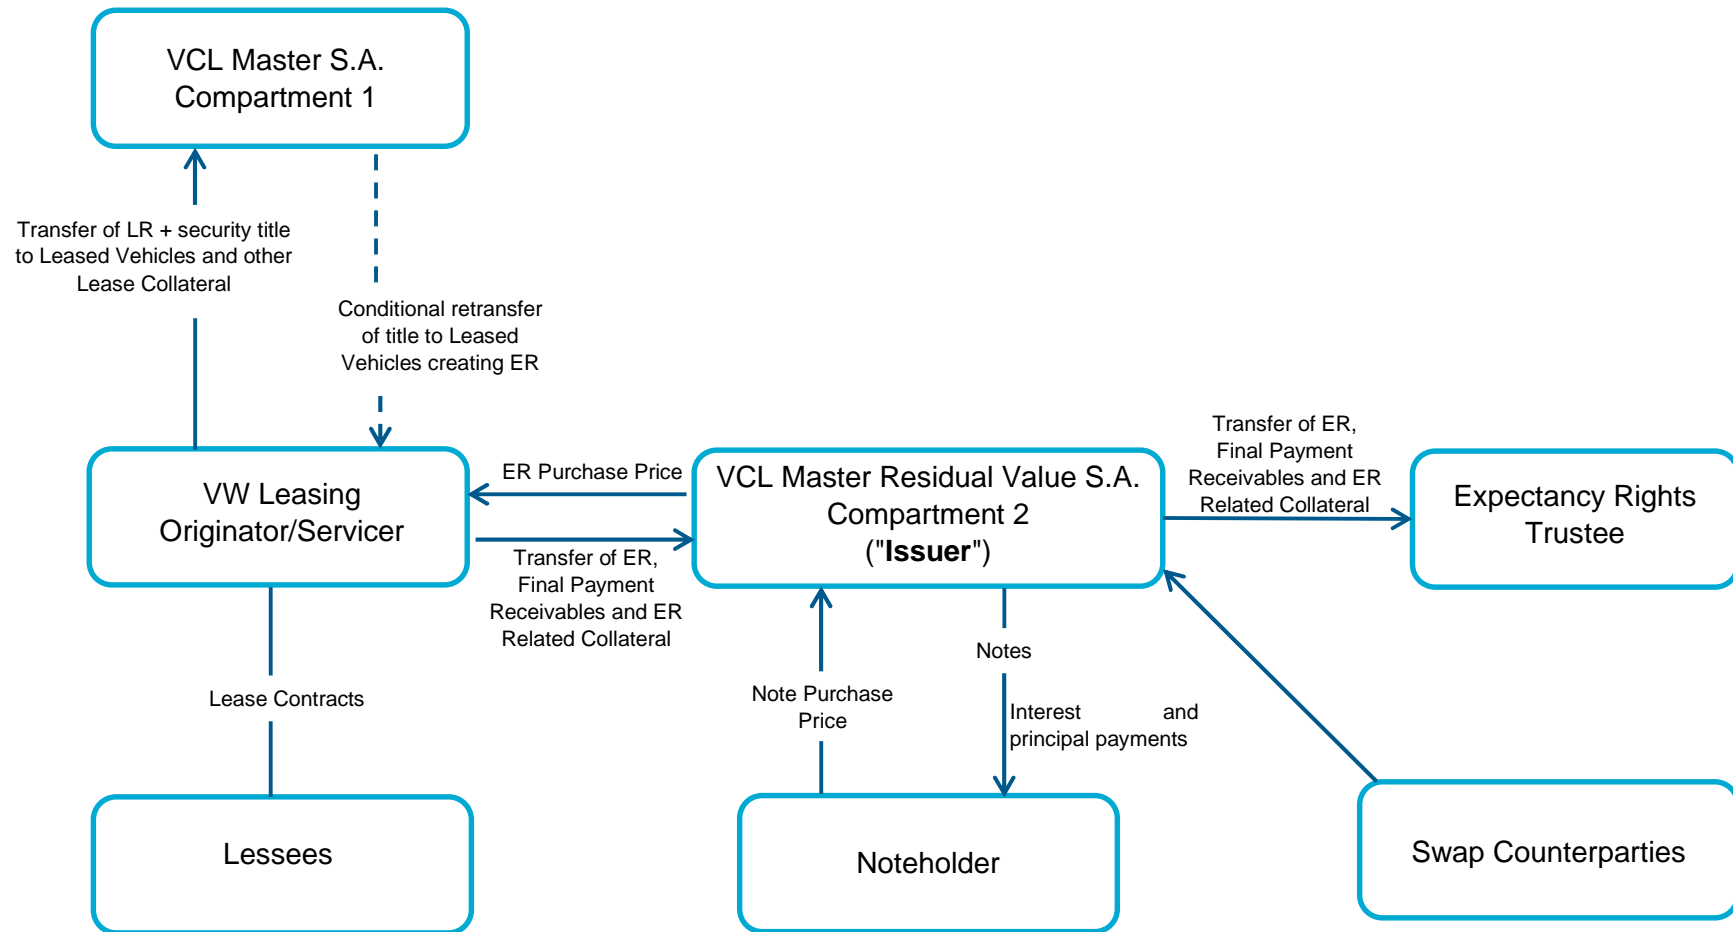 VCL Master S.A.
Compartment 1
Transfer of LR + security title
to Leased Vehicles and other
Lease Collateral
Conditional retransfer
of title to Leased
Vehicles creating ER
VW Leasing
Originator/Servicer
ER Purchase Price
Transfer of ER,
Final Payment
Receivables and ER
Related Collateral
VCL Master Residual Value S.A.
Compartment 2
("Issuer")
Transfer of ER,
Final Payment
Receivables and ER
Related Collateral
Expectancy Rights
Trustee
Lease Contracts
Note Purchase
Price
Notes
Interest and
principal payments
Lessees
Noteholder
Swap Counterparties